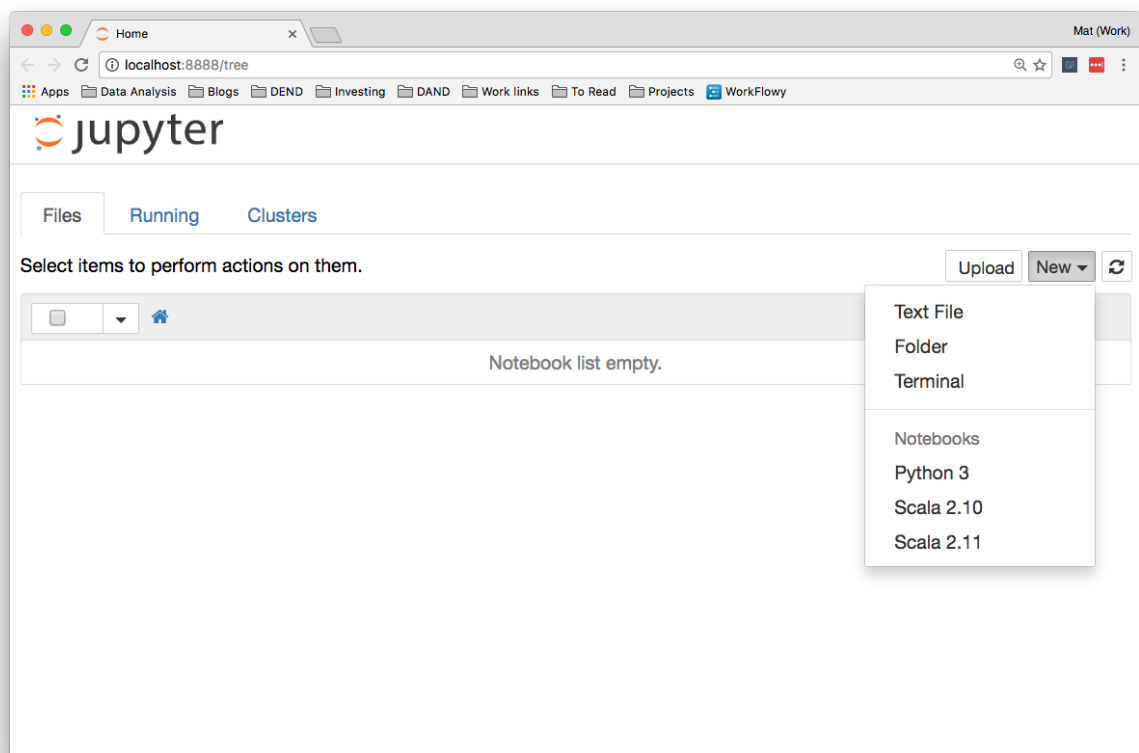 Home
Mat (Work)
localhost:8888/tree
Apps Data Analysis Blogs DEND Investing DAND Work links To Read Projects WorkFlowy
jupyter
Files Running Clusters
Select items to perform actions on them.
Upload New
Notebook list empty.
Text File
Folder
Terminal
Notebooks
Python 3
Scala 2.10
Scala 2.11